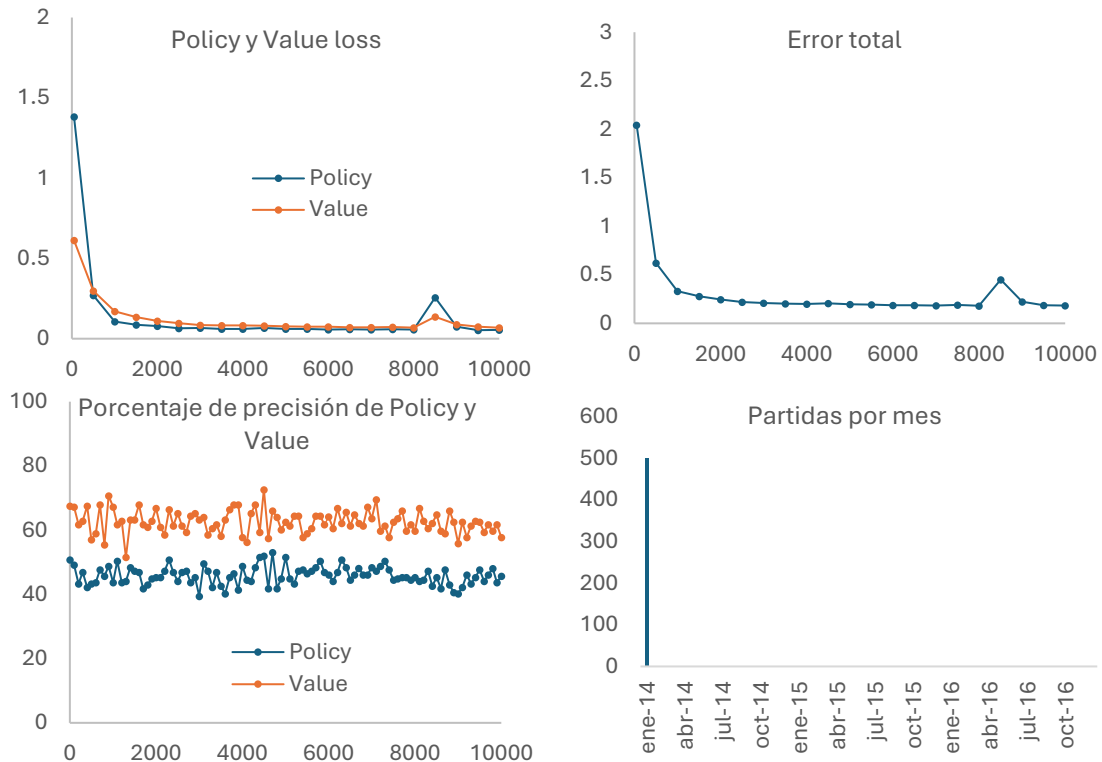 Policy y Value loss
2
1.5
1
0.5
0
0
2000
4000
6000
8000
10000
Policy
Value
Error total
3
2.5
2
1.5
1
0.5
0
0
2000
4000
6000
8000
10000
Porcentaje de precisión de Policy y
Value
100
80
60
40
20
0
0
2000
4000
6000
8000
10000
Policy
Value
Partidas por mes
600
500
400
300
200
100
0
ene-14
abr-14
jul-14
oct-14
ene-15
abr-15
jul-15
oct-15
ene-16
abr-16
jul-16
oct-16